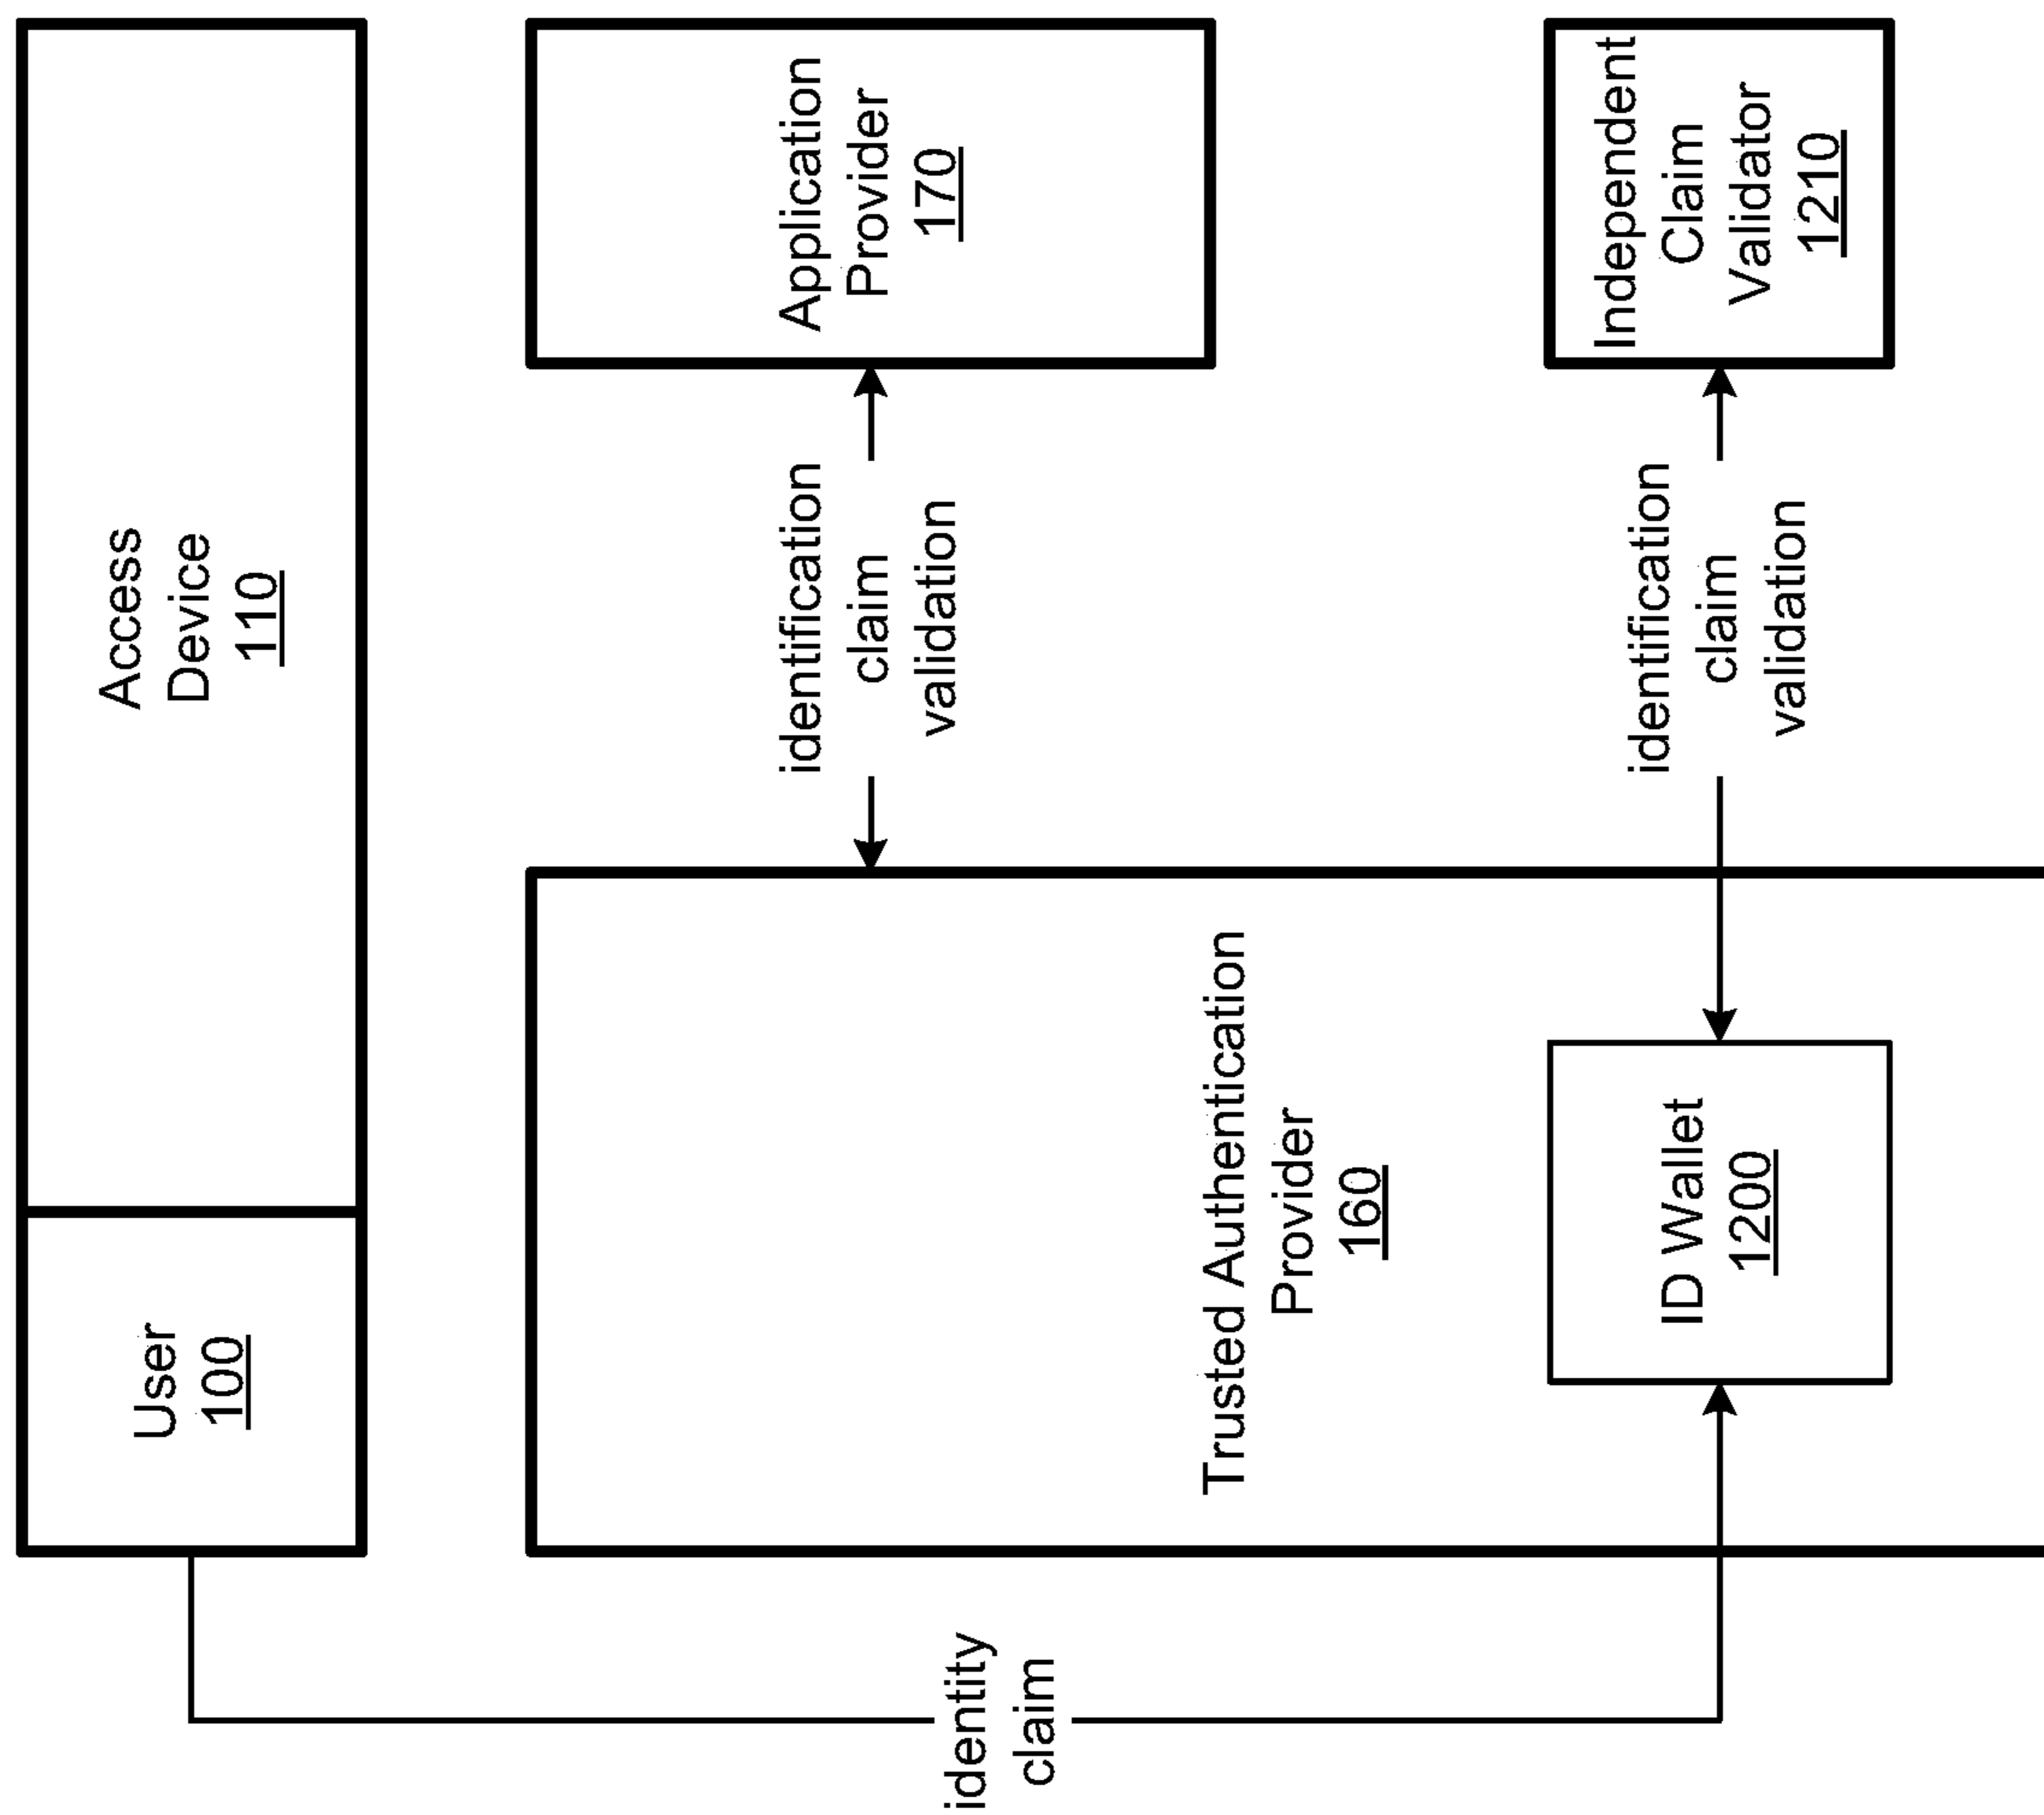 User
100
Access
Device
110
identity
claim
Trusted Authentication
Provider
160
identification
claim
validation
Application
Provider
170
ID Wallet
1200
identification
claim
validation
Independent
Claim
Validator
1210